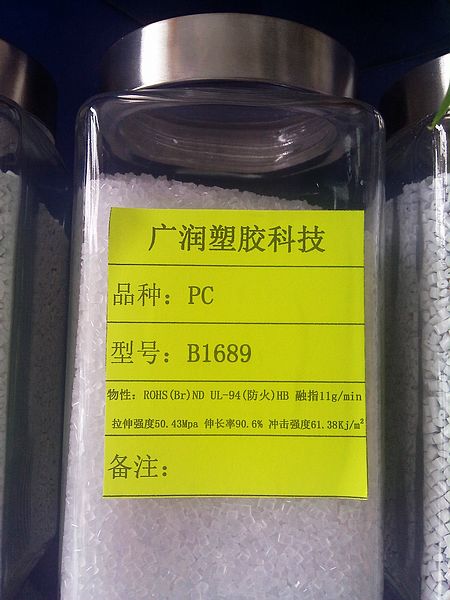 广润塑胶科技
品种：PC
型号：B1689
物性：ROHS(Br)ND UL-94(防火)HB 融指11g/min
拉伸强度50.43Mpa 伸长率90.6% 冲击强度61.38Kj/m²
备注：